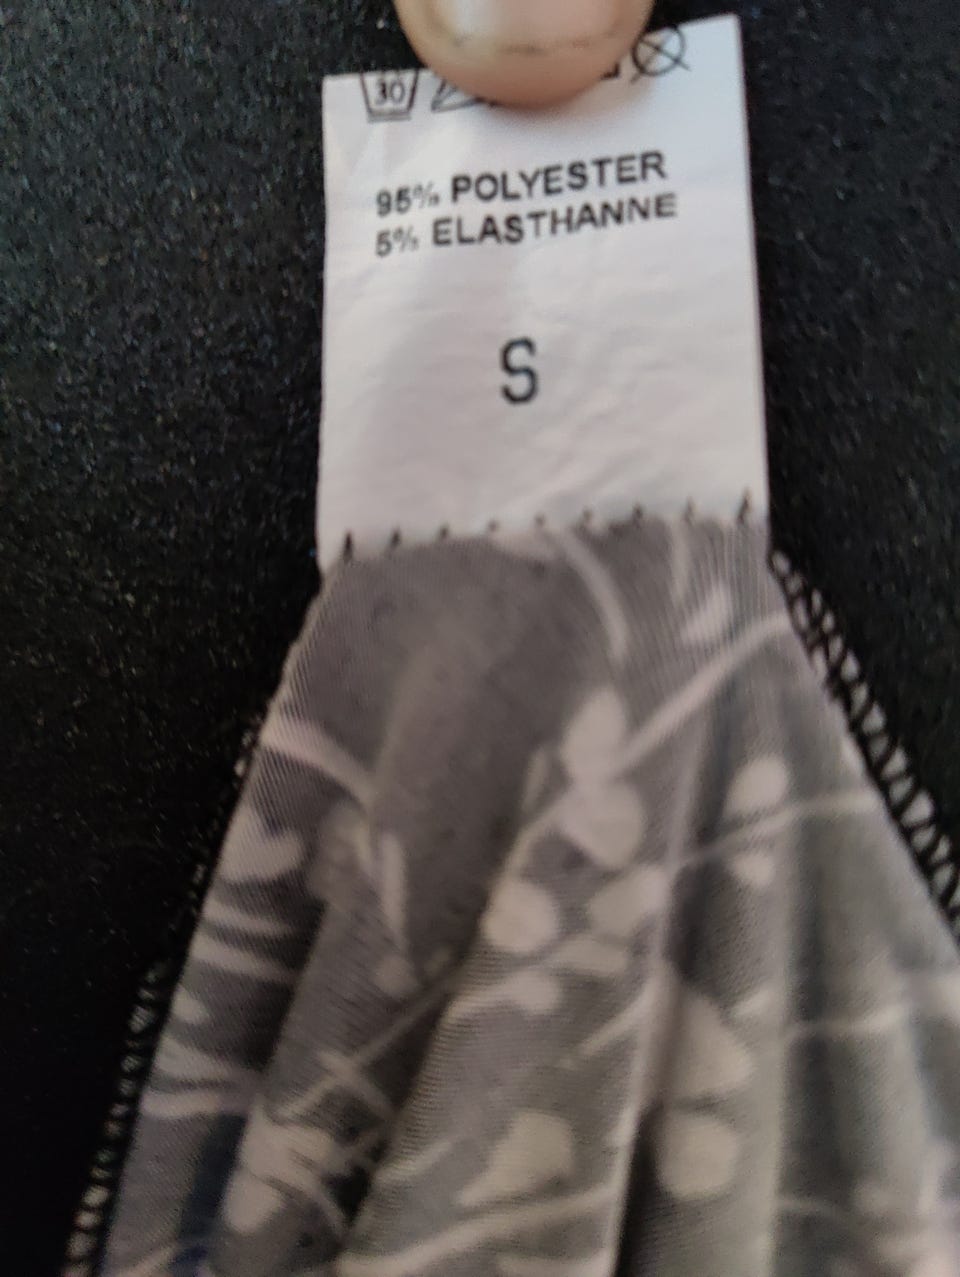 30
95% POLYESTER
5% ELASTHANNE
S